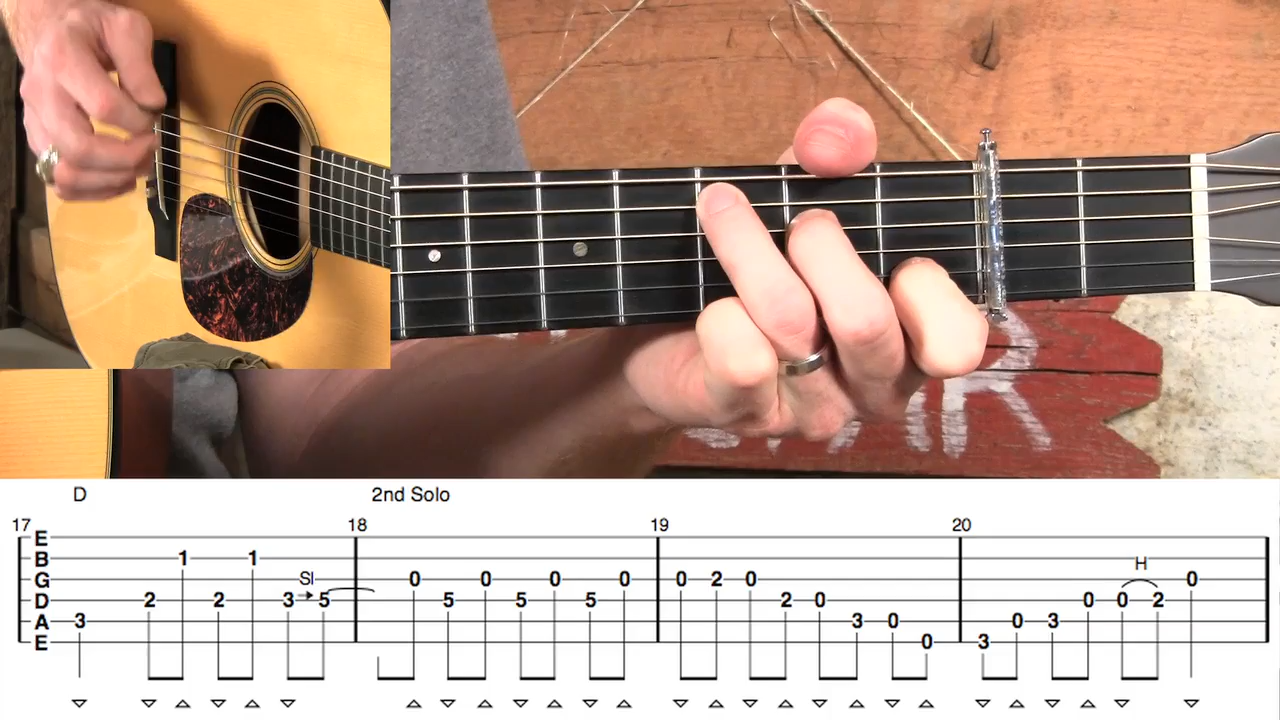 D
2nd Solo
17
18
19
20
E
B 1 1 H
G SI 0 0 0 0 0 2 0 0
D 2 2 3 5 5 5 5 2 0 0 0 2
A 3 3 0 0 3
E 0 3